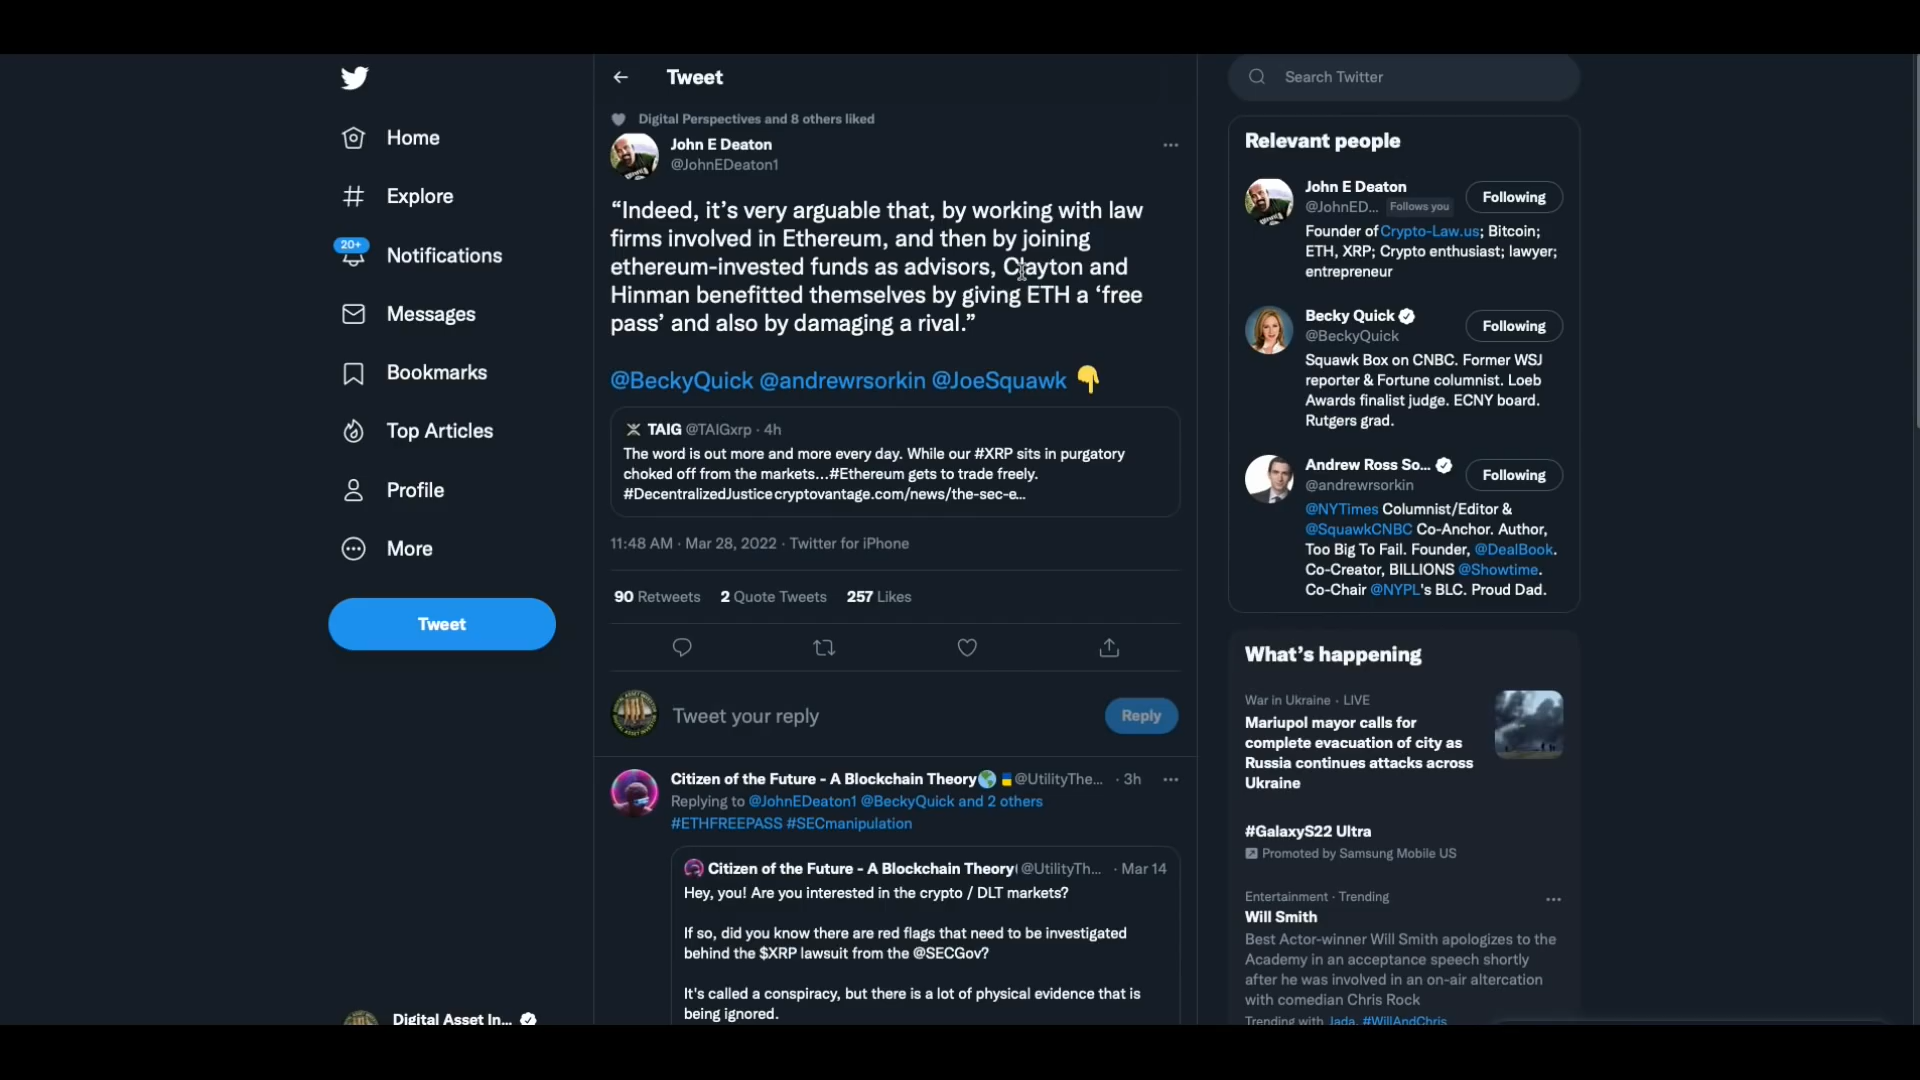 Home
Explore
20+
Notifications
Messages
Bookmarks
Top Articles
Profile
More
Tweet
Digital Asset In...
Tweet
Digital Perspectives and 8 others liked
John E Deaton
@JohnEDeaton1
“Indeed, it’s very arguable that, by working with law
firms involved in Ethereum, and then by joining
ethereum-invested funds as advisors, Clayton and
Hinman benefitted themselves by giving ETH a ‘free
pass’ and also by damaging a rival.”
@BeckyQuick @andrewrsorkin @JoeSquawk 👇
TAIG @TAIGxrp · 4h
The word is out more and more every day. While our #XRP sits in purgatory
choked off from the markets...#Ethereum gets to trade freely.
#DecentralizedJustice cryptovantage.com/news/the-sec-e...
11:48 AM · Mar 28, 2022 · Twitter for iPhone
90 Retweets 2 Quote Tweets 257 Likes
Tweet your reply
Reply
Citizen of the Future - A Blockchain Theory🌎 🇺🇦@UtilityThe... · 3h
Replying to @JohnEDeaton1 @BeckyQuick and 2 others
#ETHFREEPASS #SECmanipulation
Citizen of the Future - A Blockchain Theory @UtilityTh... · Mar 14
Hey, you! Are you interested in the crypto / DLT markets?
If so, did you know there are red flags that need to be investigated
behind the $XRP lawsuit from the @SECGov?
It's called a conspiracy, but there is a lot of physical evidence that is
being ignored.
Search Twitter
Relevant people
John E Deaton
@JohnED... Follows you
Following
Founder of Crypto-Law.us; Bitcoin;
ETH, XRP; Crypto enthusiast; lawyer;
entrepreneur
Becky Quick
@BeckyQuick
Following
Squawk Box on CNBC. Former WSJ
reporter & Fortune columnist. Loeb
Awards finalist judge. ECNY board.
Rutgers grad.
Andrew Ross So...
@andrewrsorkin
Following
@NYTimes Columnist/Editor &
@SquawkCNBC Co-Anchor. Author,
Too Big To Fail. Founder, @DealBook.
Co-Creator, BILLIONS @Showtime.
Co-Chair @NYPL's BLC. Proud Dad.
What’s happening
War in Ukraine · LIVE
Mariupol mayor calls for
complete evacuation of city as
Russia continues attacks across
Ukraine
#GalaxyS22 Ultra
Promoted by Samsung Mobile US
Entertainment · Trending
Will Smith
Best Actor-winner Will Smith apologizes to the
Academy in an acceptance speech shortly
after he was involved in an on-air altercation
with comedian Chris Rock
Trending with Jada, #WillAndChris